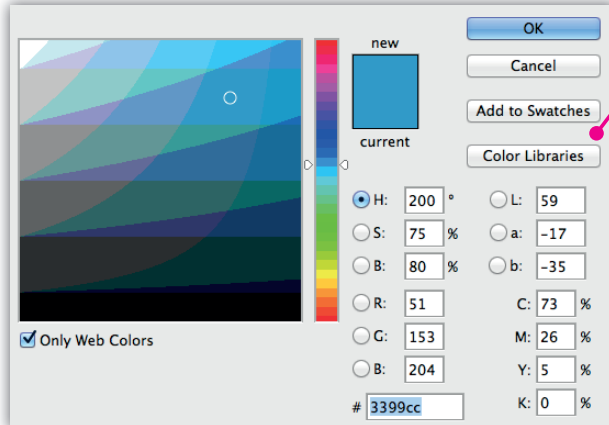 new
current
OK
Cancel
Add to Swatches
Color Libraries
H: 200 °
L: 59
S: 75 %
a: -17
B: 80 %
b: -35
R: 51
C: 73 %
G: 153
M: 26 %
B: 204
Y: 5 %
# 3399cc
K: 0 %
Only Web Colors